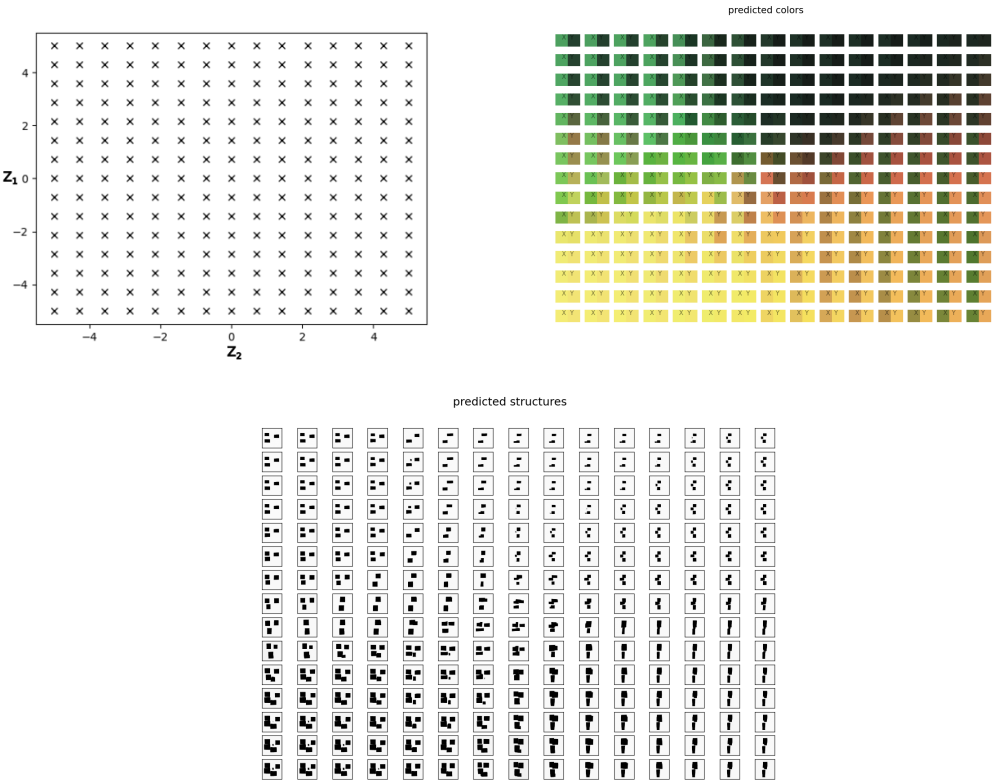 predicted colors
4
2
Z₁ 0
−2
−4
−4 −2 0 2 4
Z₂
X Y X Y X Y X Y X Y X Y X Y X Y X Y X Y X Y X Y X Y X Y X Y
predicted structures